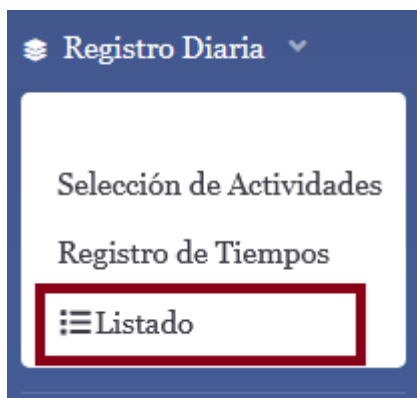 Registro Diaria
Selección de Actividades
Registro de Tiempos
Listado